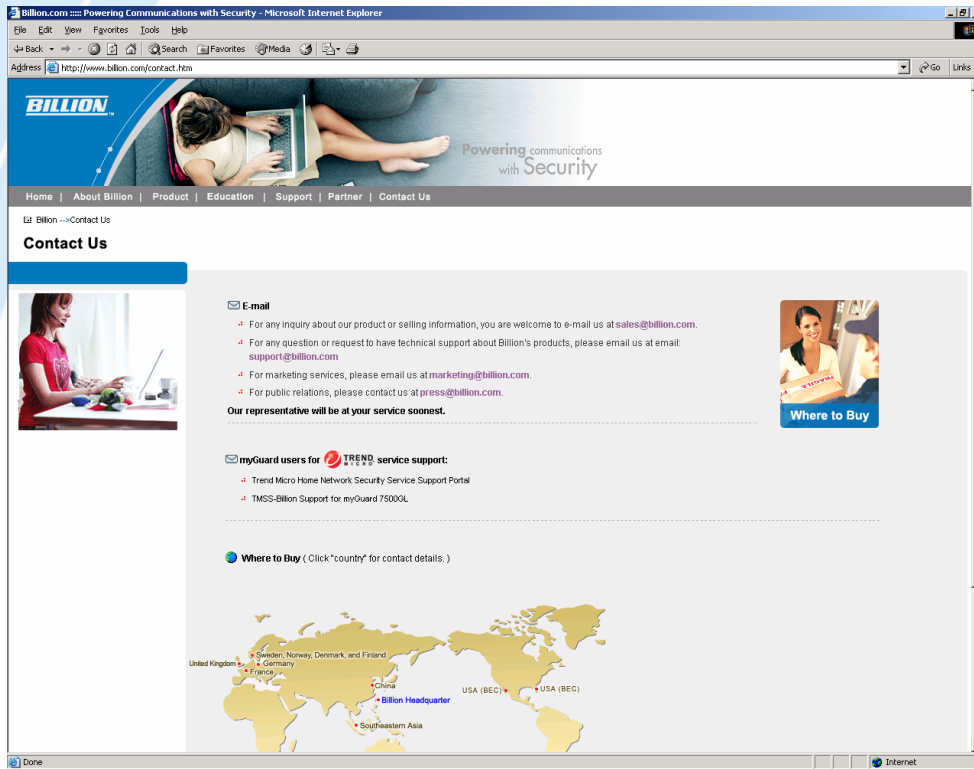 Billion.com ::::: Powering Communications with Security - Microsoft Internet Explorer
File Edit View Favorites Tools Help
Back Search Favorites Media
Address http://www.billion.com/contact.htm Go Links
BILLION TM
Powering communications
with Security
Home | About Billion | Product | Education | Support | Partner | Contact Us
Billion -->Contact Us
Contact Us
E-mail
For any inquiry about our product or selling information, you are welcome to e-mail us at sales@billion.com.
For any question or request to have technical support about Billion's products, please email us at email:
support@billion.com
For marketing services, please email us at marketing@billion.com.
For public relations, please contact us at press@billion.com.
Our representative will be at your service soonest.
FRAGILE
Where to Buy
myGuard users for TREND MICRO service support:
Trend Micro Home Network Security Service Support Portal
TMSS-Billion Support for myGuard 7500GL
Where to Buy ( Click "country" for contact details. )
Sweden, Norway, Denmark, and Finland
United Kingdom
Germany
France
China
USA (BEC)
USA (BEC)
Billion Headquarter
Southeastern Asia
Done Internet